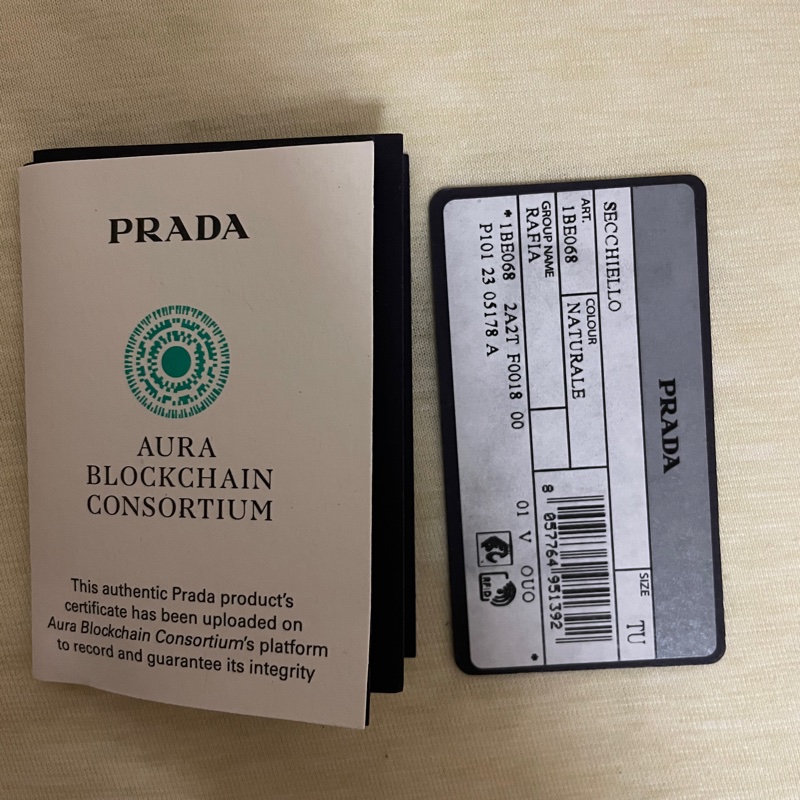 PRADA
AURA
BLOCKCHAIN
CONSORTIUM
This authentic Prada product's
certificate has been uploaded on
Aura Blockchain Consortium's platform
to record and guarantee its integrity
PRADA
SECCHIELLO
SIZE
TU
ART.
1BE068
COLOUR
NATURALE
GROUP NAME
RAFIA
8 057764 951392
*1BE068 2A2T F0018 00
P101 23 05178 A
01 V OUO
RFID
*